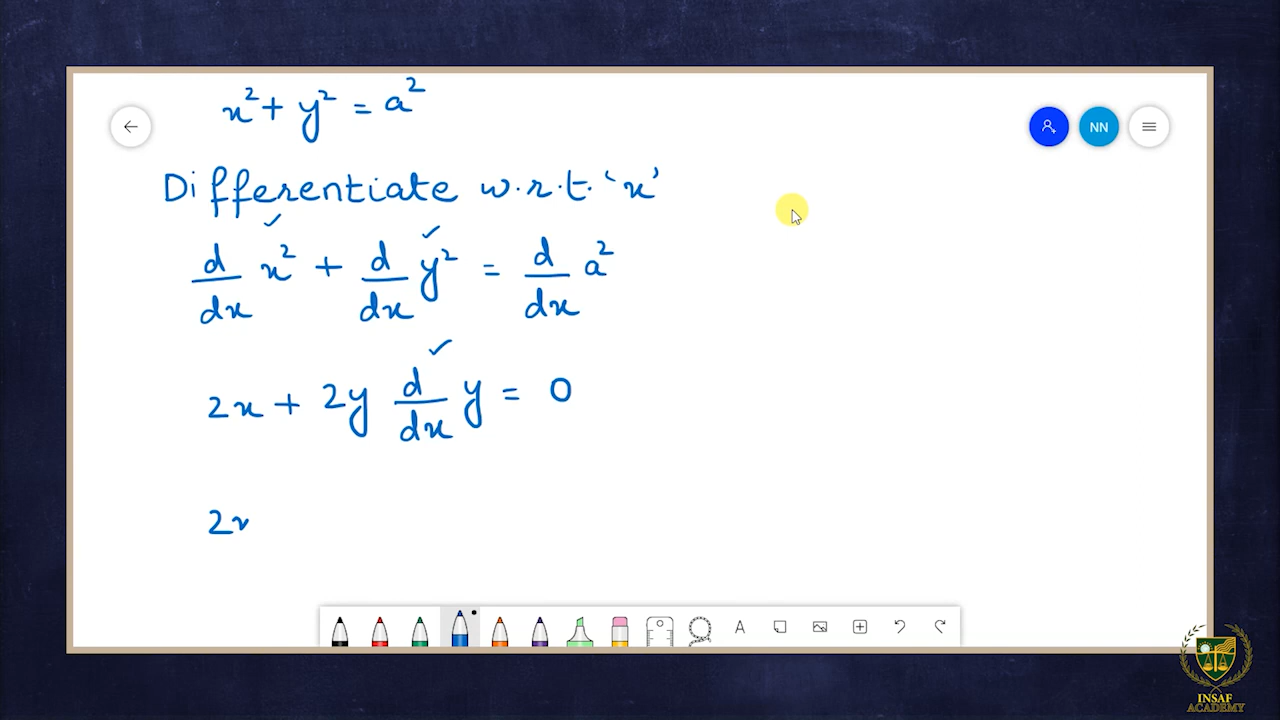 x² + y² = a²
NN
Differentiate w.r.t. 'x'
d/dx x² + d/dx y² = d/dx a²
2x + 2y d/dx y = 0
2x
A
INSAF
ACADEMY